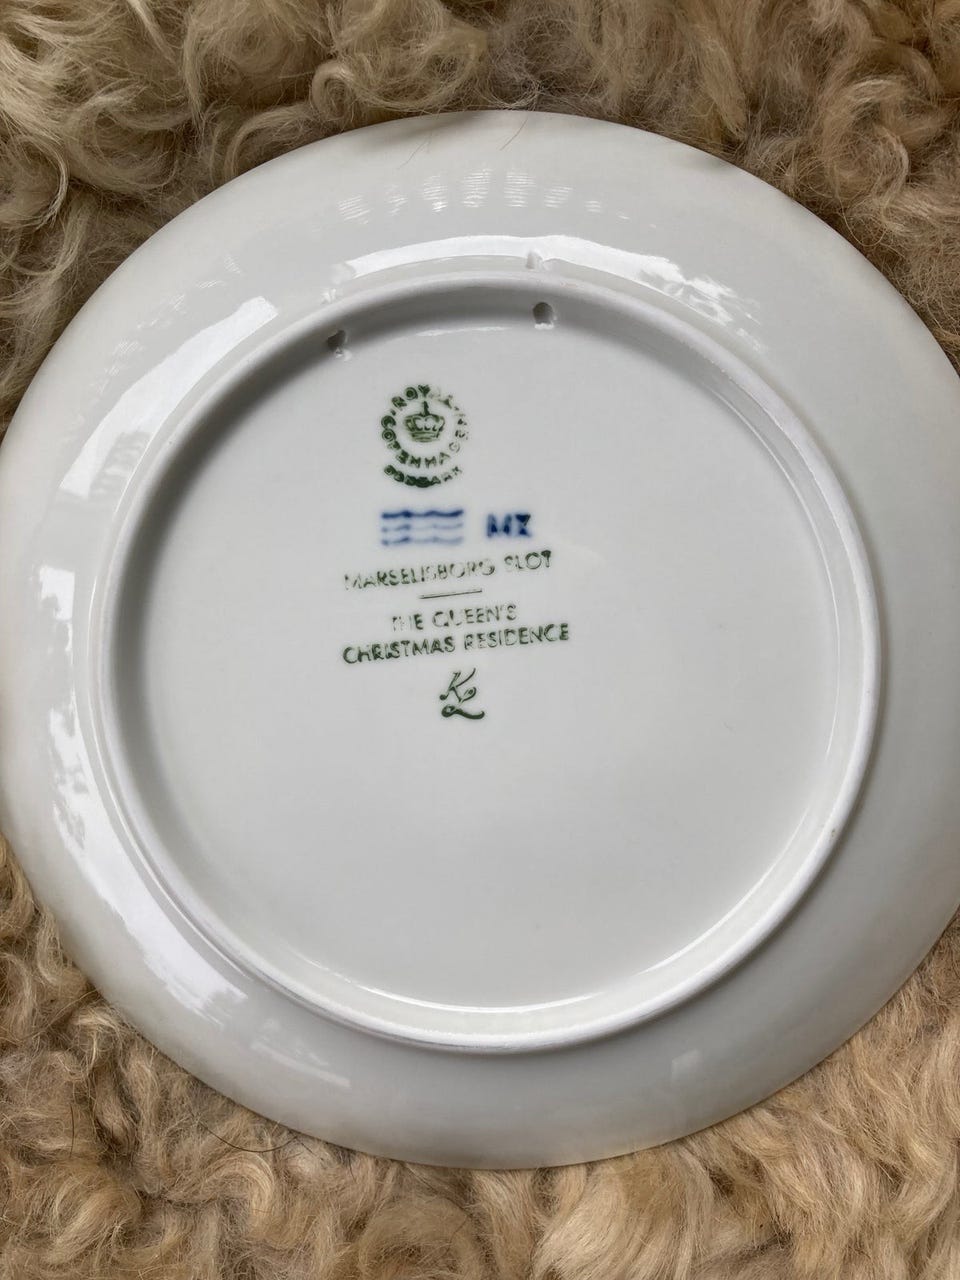 ROYAL COPENHAGEN
DENMARK
MARSELISBORG SLOT
THE QUEEN'S
CHRISTMAS RESIDENCE